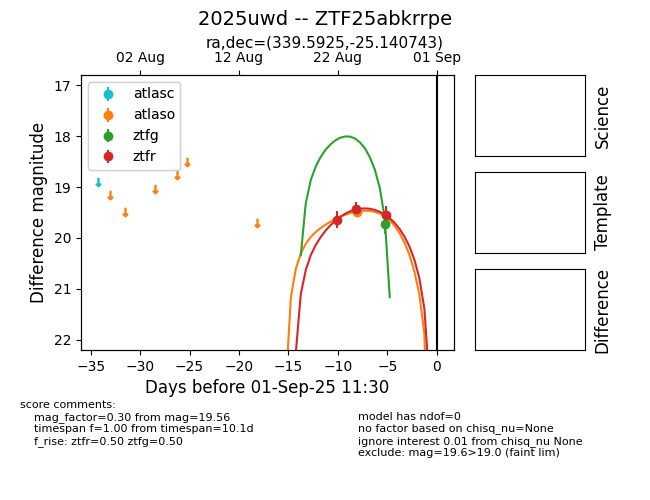 2025uwd -- ZTF25abkrrpe
ra,dec=(339.5925,-25.140743)
02 Aug 12 Aug 22 Aug 01 Sep
17
18
19
20
21
22
Difference magnitude
atlasc
atlaso
ztfg
ztfr
−35 −30 −25 −20 −15 −10 −5 0
Days before 01-Sep-25 11:30
Science
Template
Difference
score comments:
mag_factor=0.30 from mag=19.56
timespan f=1.00 from timespan=10.1d
f_rise: ztfr=0.50 ztfg=0.50
model has ndof=0
no factor based on chisq_nu=None
ignore interest 0.01 from chisq_nu None
exclude: mag=19.6>19.0 (faint lim)